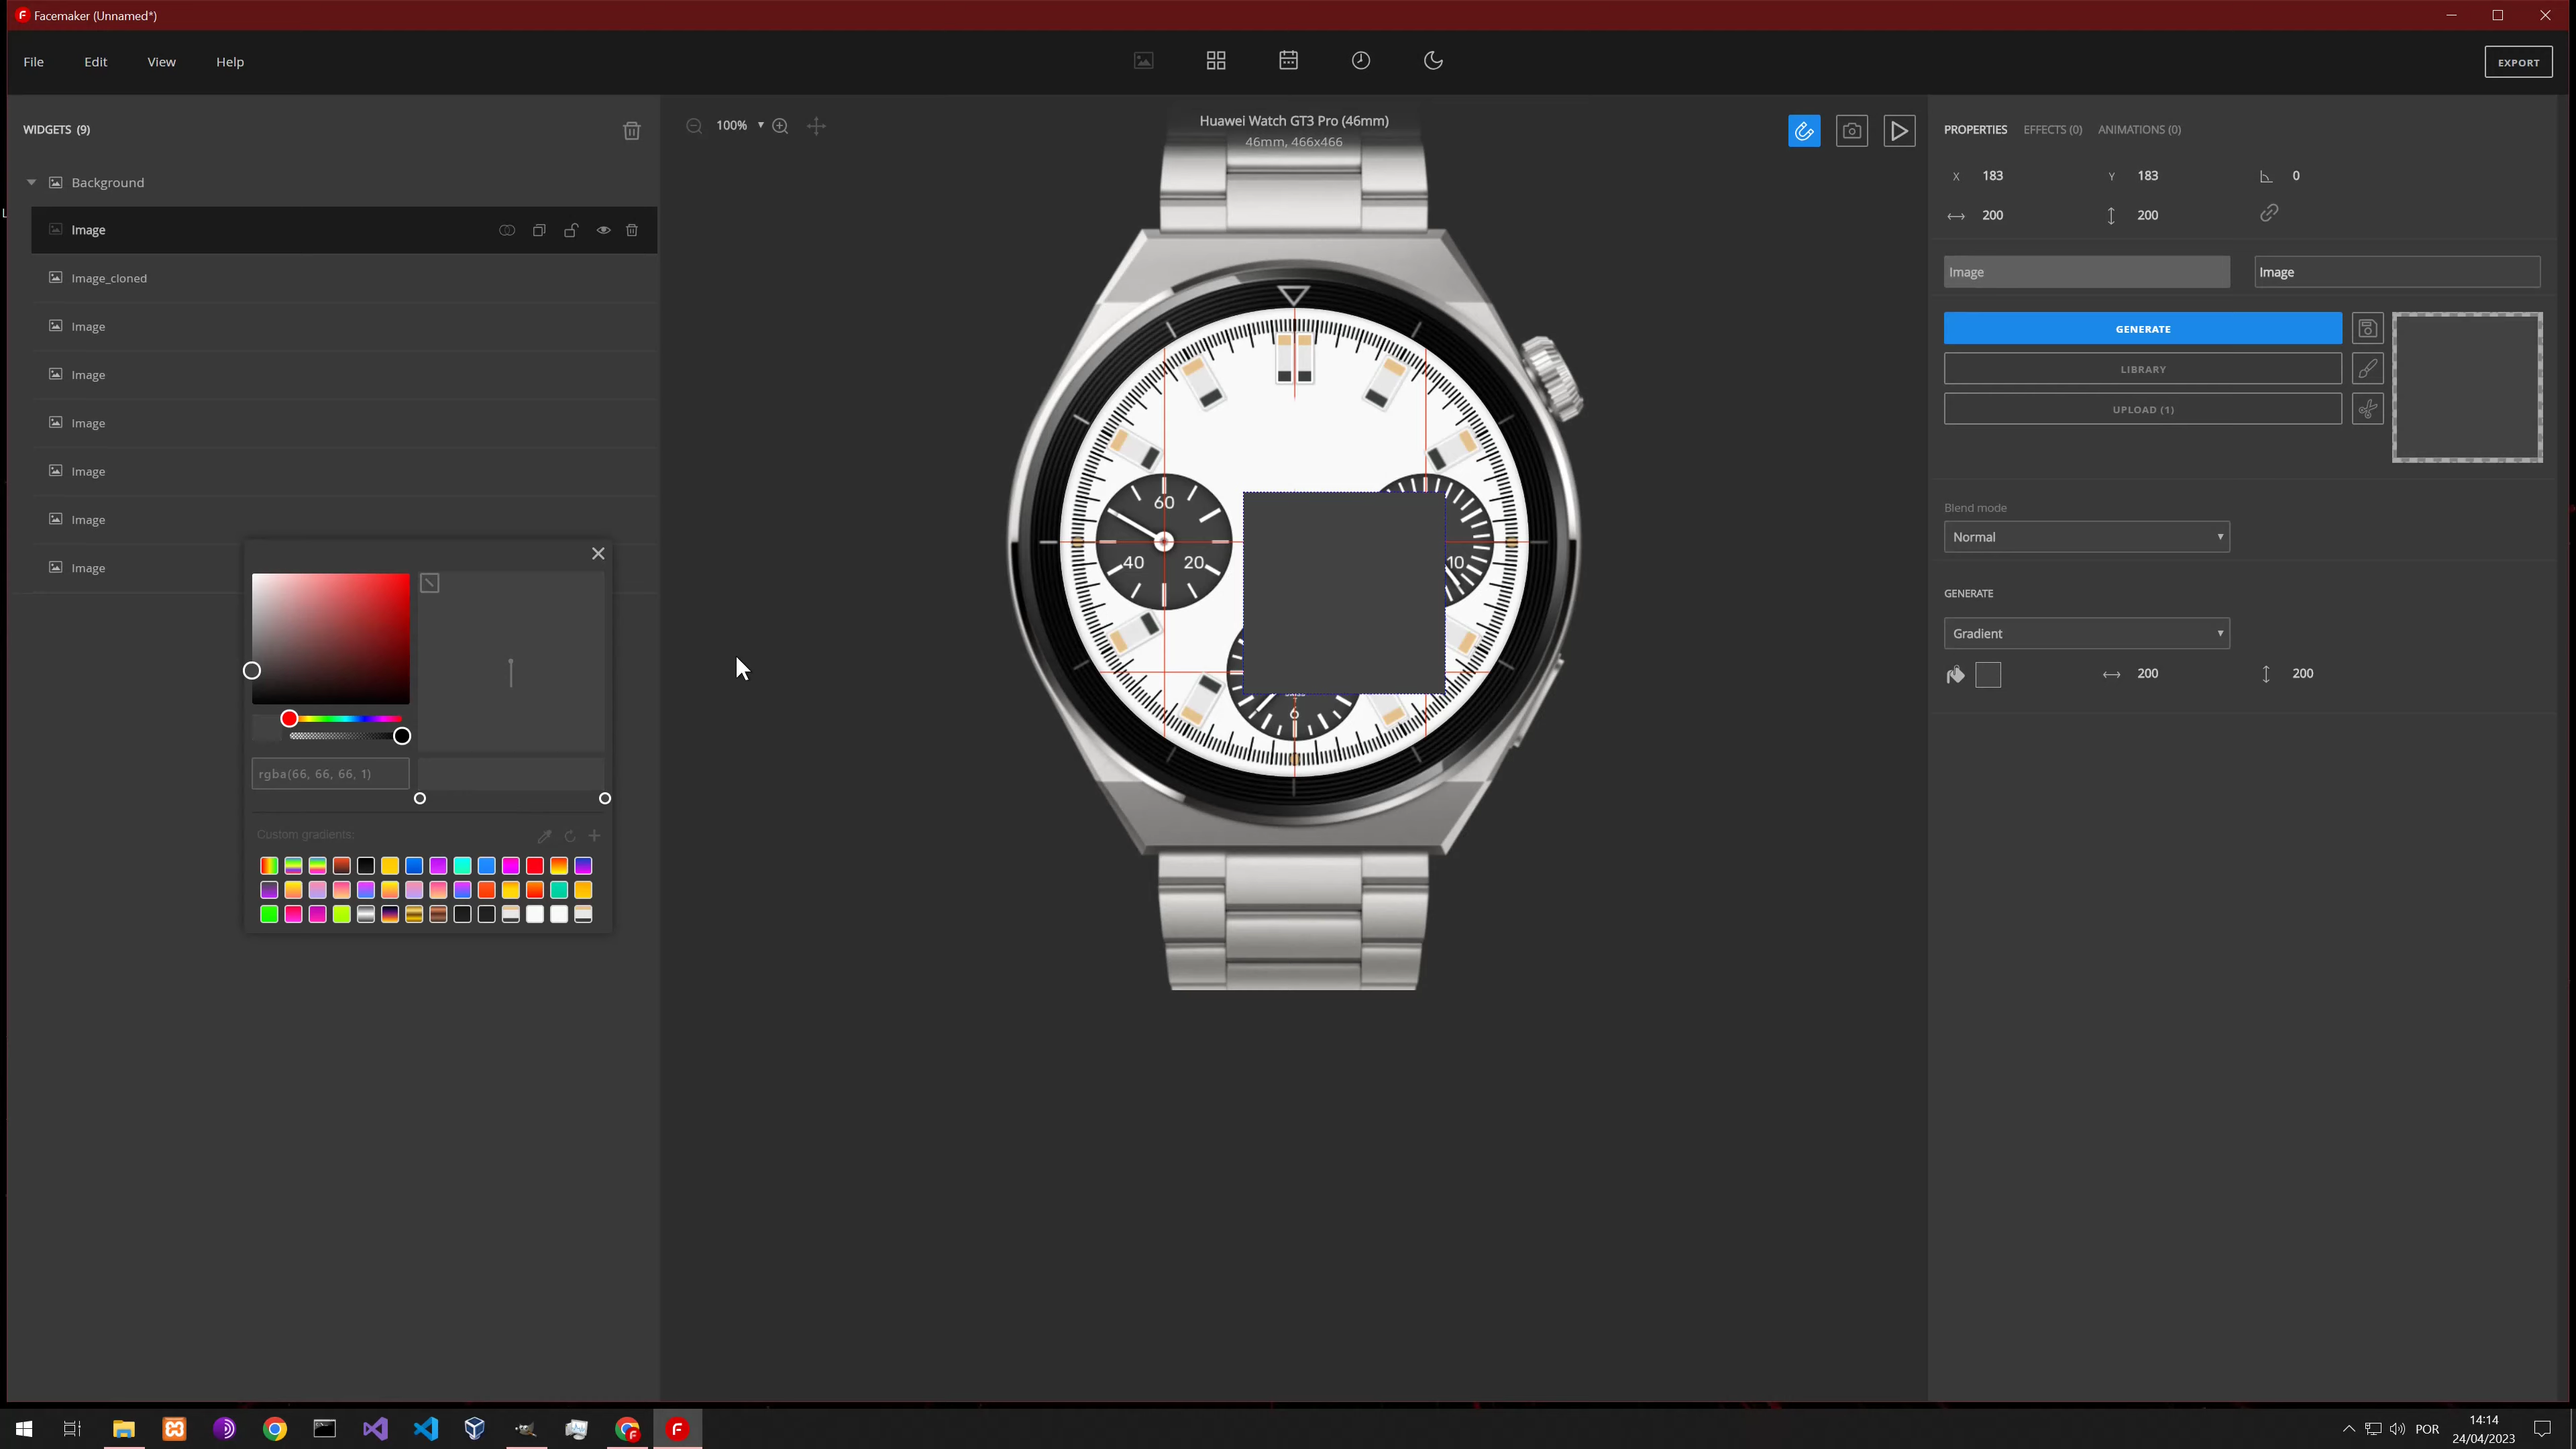 Facemaker (Unnamed*)
File Edit View Help
EXPORT
WIDGETS (9)
Background
Image
Image_cloned
Image
Image
Image
Image
Image
Image
rgba(66, 66, 66, 1)
Custom gradients:
100%
Huawei Watch GT3 Pro (46mm)
46mm, 466x466
60
40 20
10
6
PROPERTIES EFFECTS (0) ANIMATIONS (0)
X 183 Y 183 0
200 200
Image Image
GENERATE
LIBRARY
UPLOAD (1)
Blend mode
Normal
GENERATE
Gradient
200 200
POR
14:14
24/04/2023